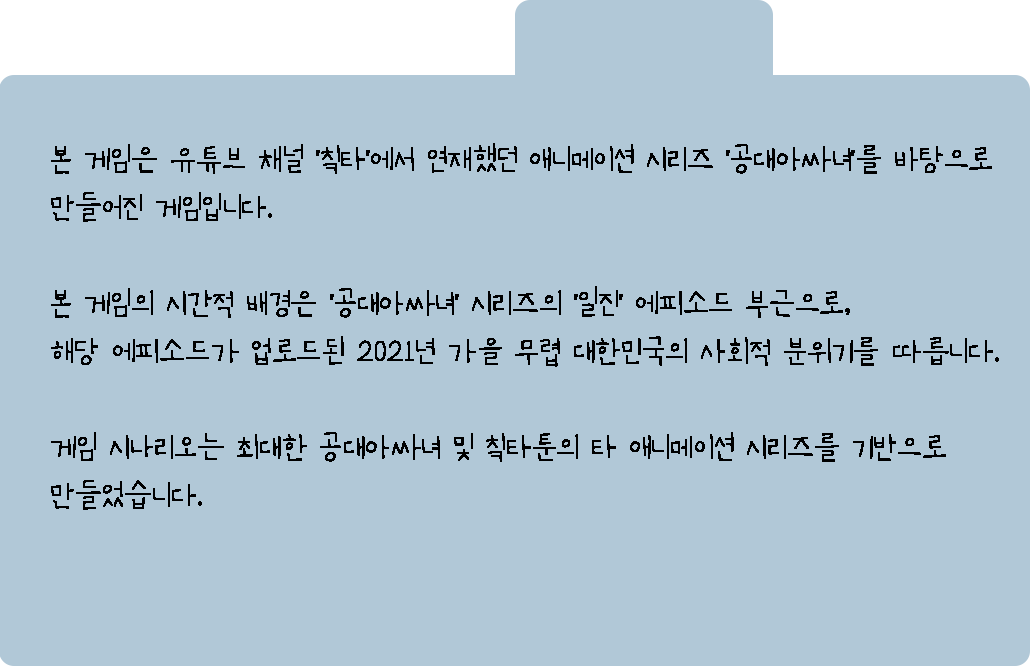 본 게임은 유튜브 채널 '칰타'에서 연재했던 애니메이션 시리즈 '공대아싸녀'를 바탕으로
만들어진 게임입니다.
본 게임의 시간적 배경은 '공대아싸녀' 시리즈의 '일진' 에피소드 부근으로,
해당 에피소드가 업로드된 2021년 가을 무렵 대한민국의 사회적 분위기를 따릅니다.
게임 시나리오는 최대한 공대아싸녀 및 칰타툰의 타 애니메이션 시리즈를 기반으로
만들었습니다.